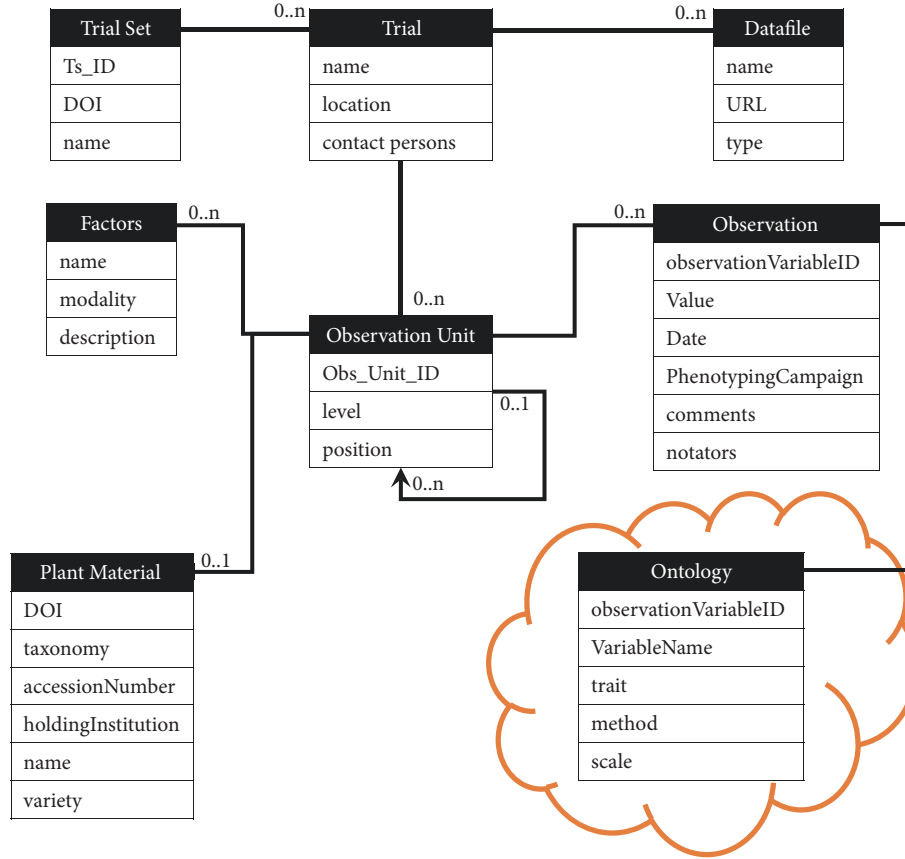 0..n
0..n
Trial Set
Ts_ID
DOI
name
Trial
name
location
contact persons
Datafile
name
URL
type
0..n
0..n
Factors
name
modality
description
Observation
observationVariableID
Value
Date
PhenotypingCampaign
comments
notators
0..n
Observation Unit
Obs_Unit_ID
level
position
0..1
0..n
0..1
Plant Material
DOI
taxonomy
accessionNumber
holdingInstitution
name
variety
Ontology
observationVariableID
VariableName
trait
method
scale